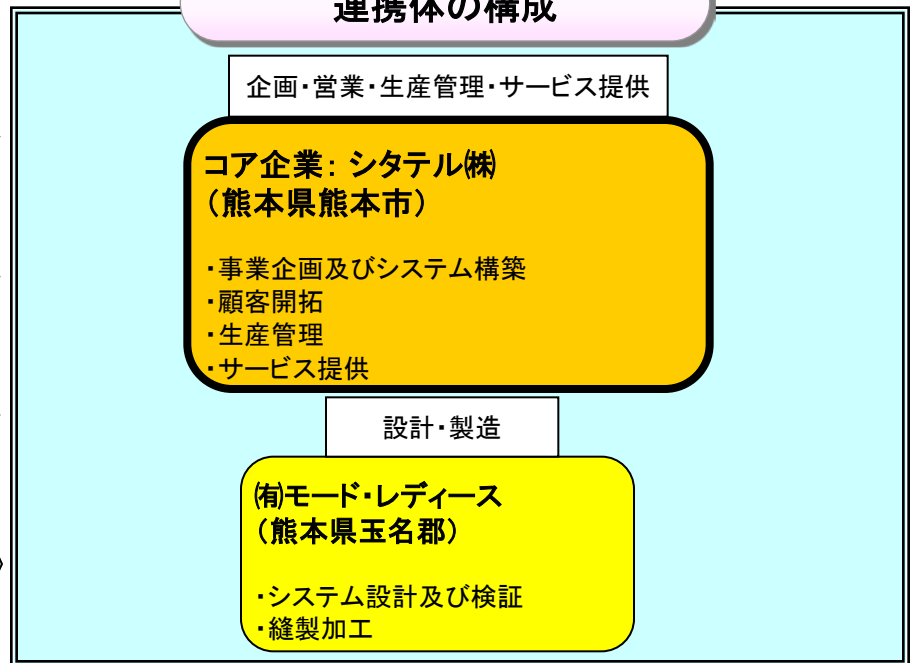 連携体の構成
企画・営業・生産管理・サービス提供
コア企業：シタテル㈱
（熊本県熊本市）
・事業企画及びシステム構築
・顧客開拓
・生産管理
・サービス提供
設計・製造
㈲モード・レディース
（熊本県玉名郡）
・システム設計及び検証
・縫製加工